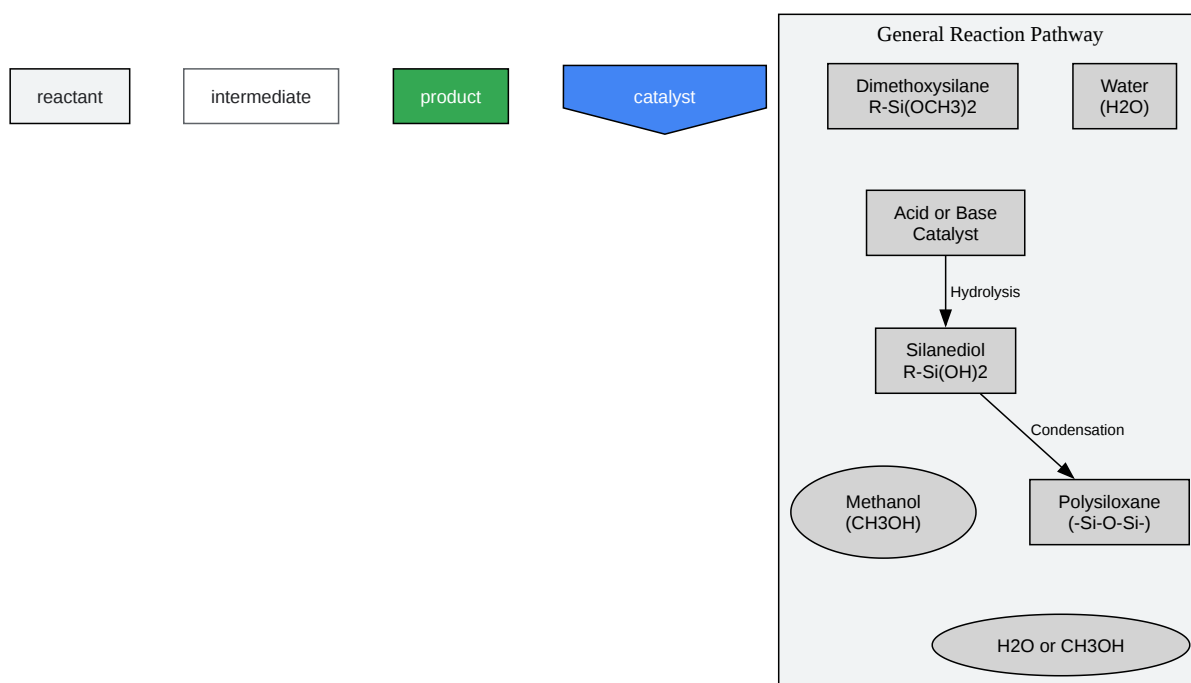 General Reaction Pathway
reactant
intermediate
product
catalyst
Dimethoxysilane
R-Si(OCH3)2
Water
(H2O)
Acid or Base
Catalyst
Hydrolysis
Silanediol
R-Si(OH)2
Condensation
Methanol
(CH3OH)
Polysiloxane
(-Si-O-Si-)
H2O or CH3OH